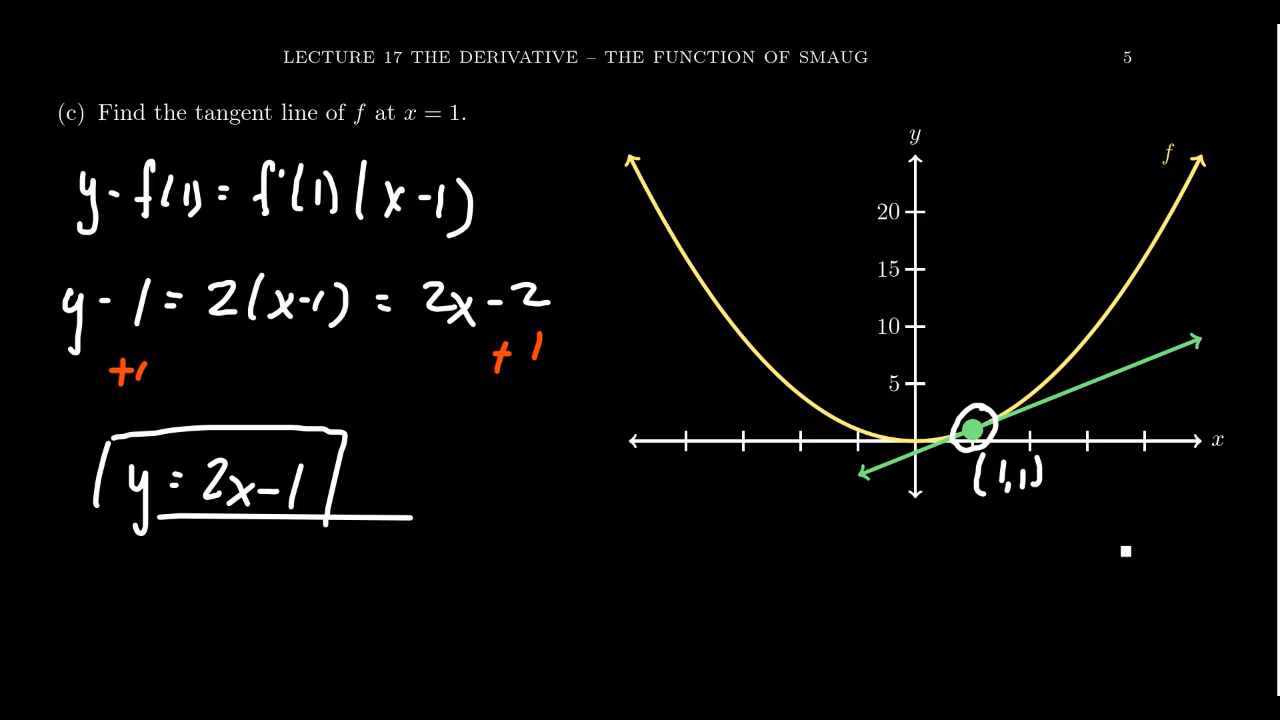 LECTURE 17 THE DERIVATIVE – THE FUNCTION OF SMAUG 5
(c) Find the tangent line of f at x = 1.
y - f(1) = f'(1)(x-1)
y - 1 = 2(x-1) = 2x-2
+1 +1
y = 2x-1
y
f
20
15
10
5
x
(1,1)